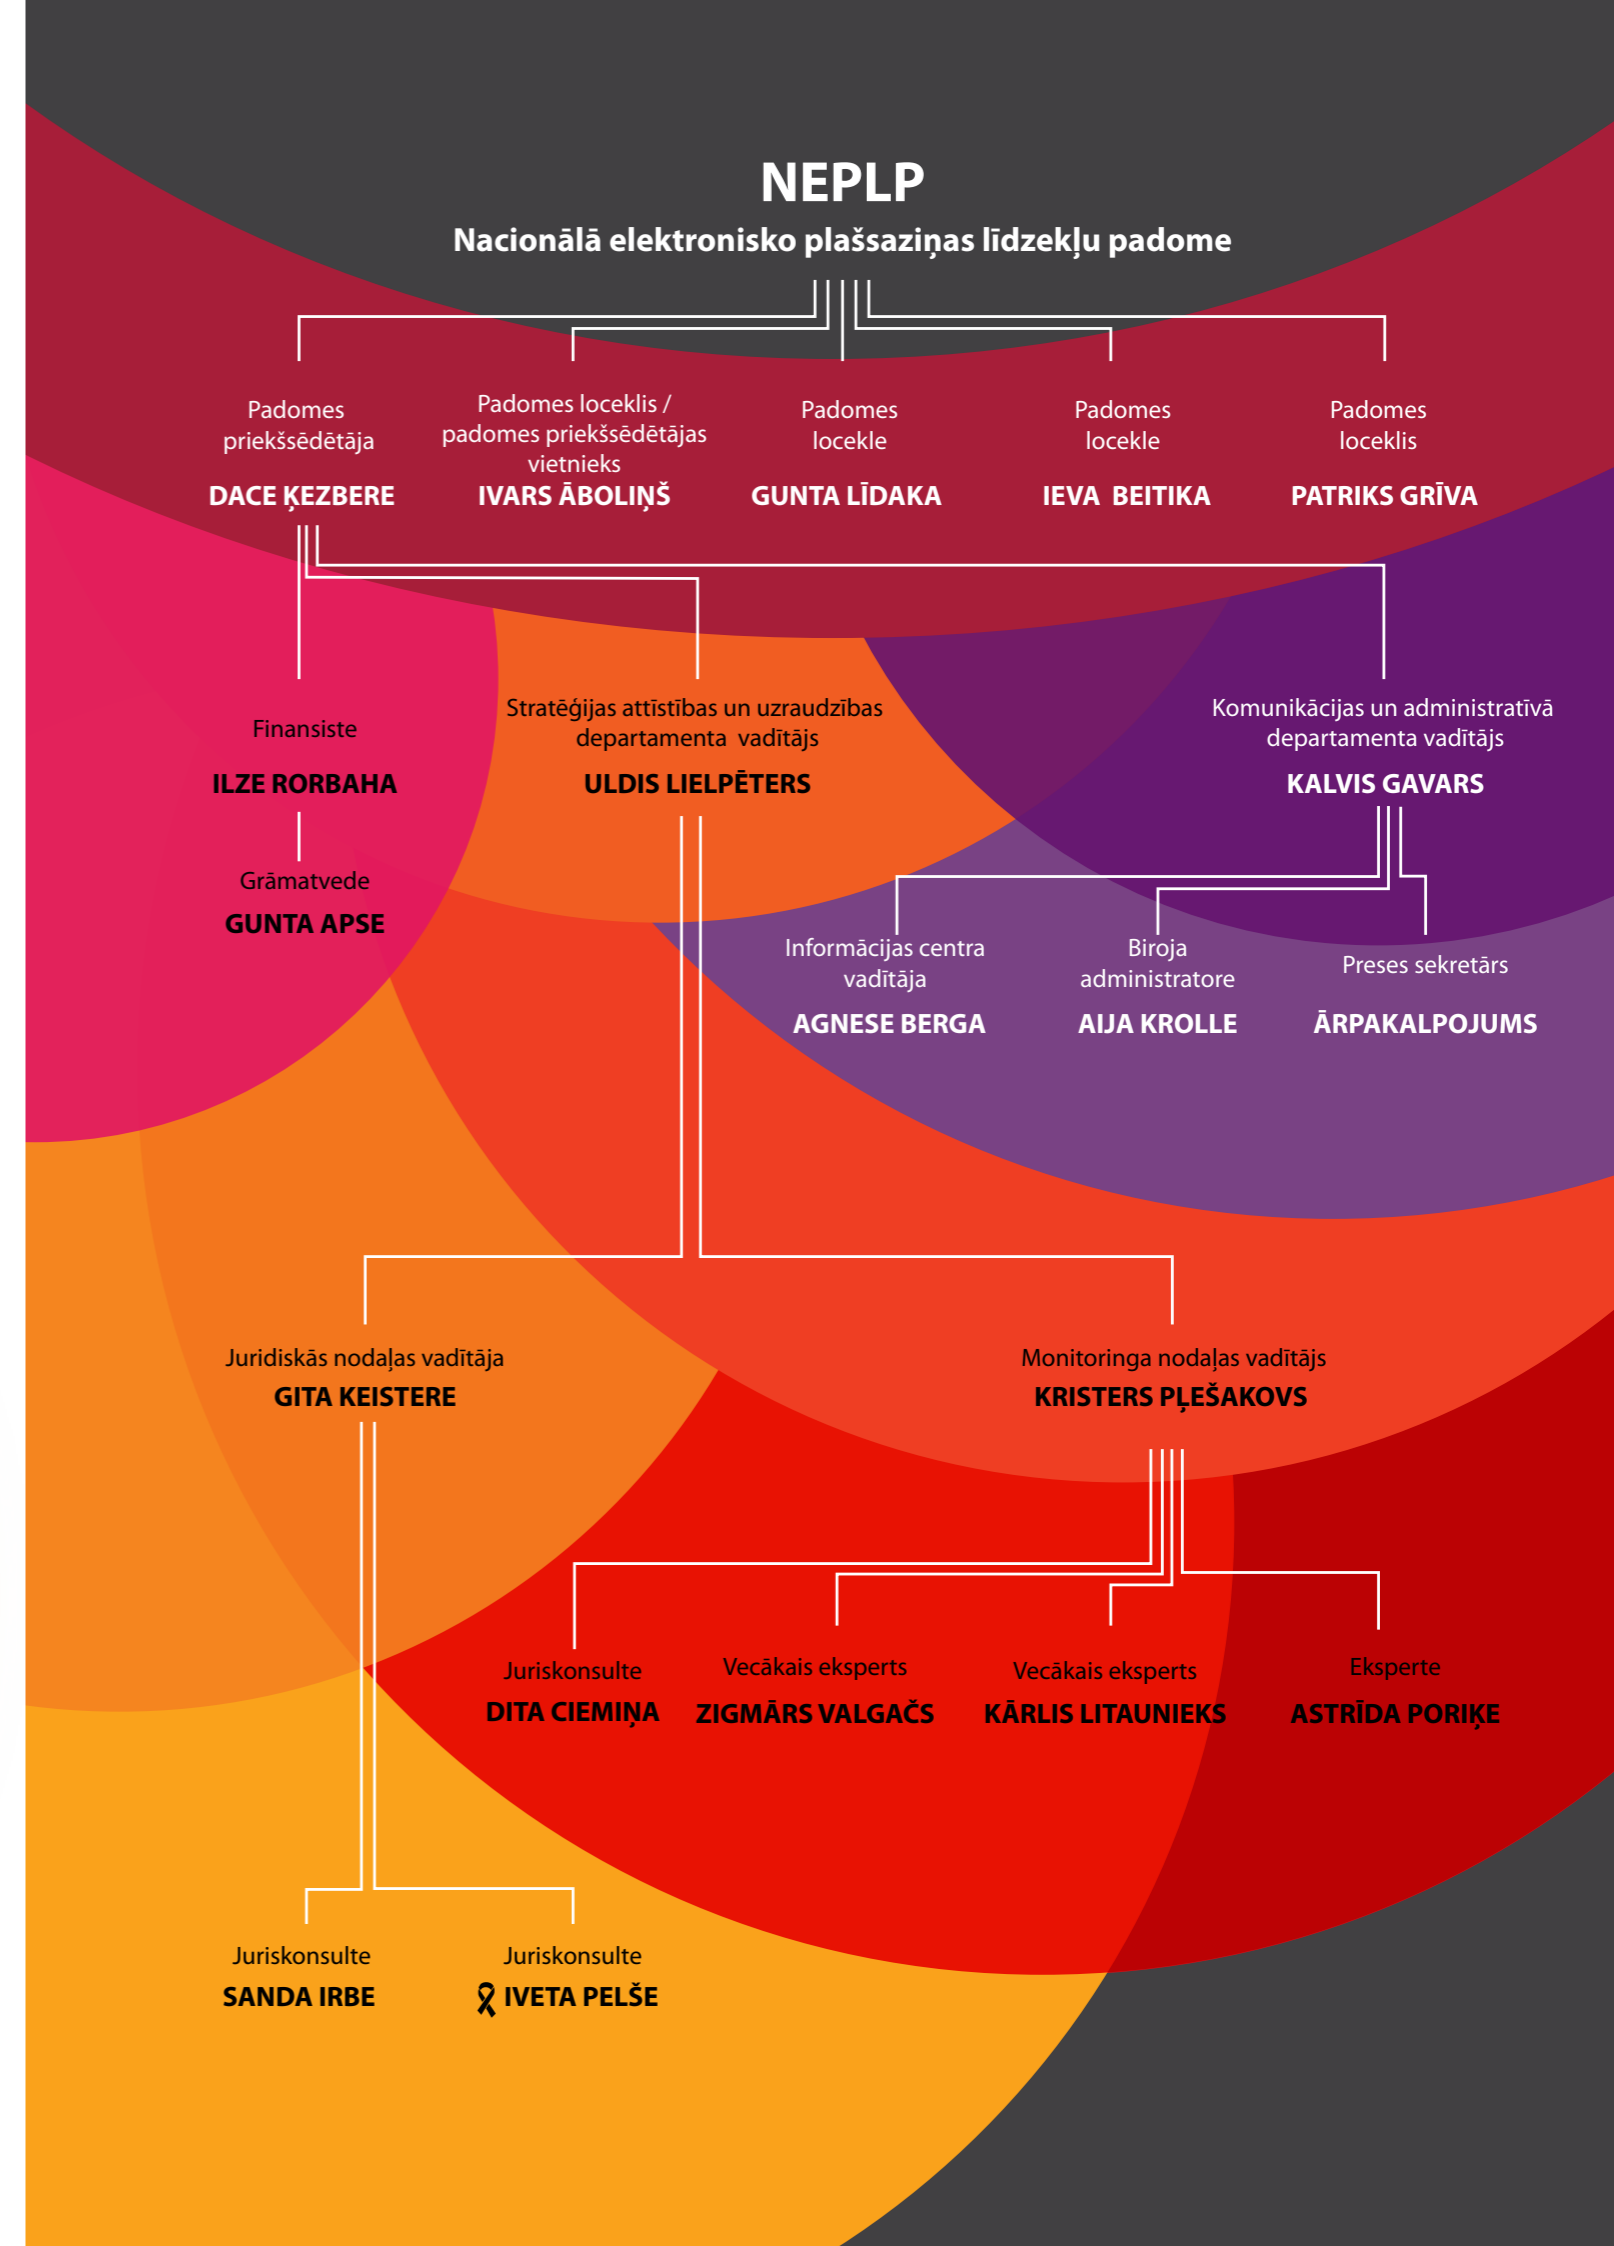 NEPLP
Nacionālā elektronisko plašsaziņas līdzekļu padome
Padomes
priekšsēdētāja
DACE ĶEZBERE
Padomes loceklis /
padomes priekšsēdētājas
vietnieks
IVARS ĀBOLIŅŠ
Padomes
locekle
GUNTA LĪDAKA
Padomes
locekle
IEVA BEITIKA
Padomes
loceklis
PATRIKS GRĪVA
Finansiste
ILZE RORBAHA
Grāmatvede
GUNTA APSE
Stratēģijas attīstības un uzraudzības
departamenta vadītājs
ULDIS LIELPĒTERS
Komunikācijas un administratīvā
departamenta vadītājs
KALVIS GAVARS
Informācijas centra
vadītāja
AGNESE BERGA
Biroja
administratore
AIJA KROLLE
Preses sekretārs
ĀRPAKALPOJUMS
Juridiskās nodaļas vadītāja
GITA KEISTERE
Monitoringa nodaļas vadītājs
KRISTERS PĻEŠAKOVS
Juriskonsulte
DITA CIEMIŅA
Vecākais eksperts
ZIGMĀRS VALGAČS
Vecākais eksperts
KĀRLIS LITAUNIEKS
Eksperte
ASTRĪDA PORIĶE
Juriskonsulte
SANDA IRBE
Juriskonsulte
IVETA PELŠE